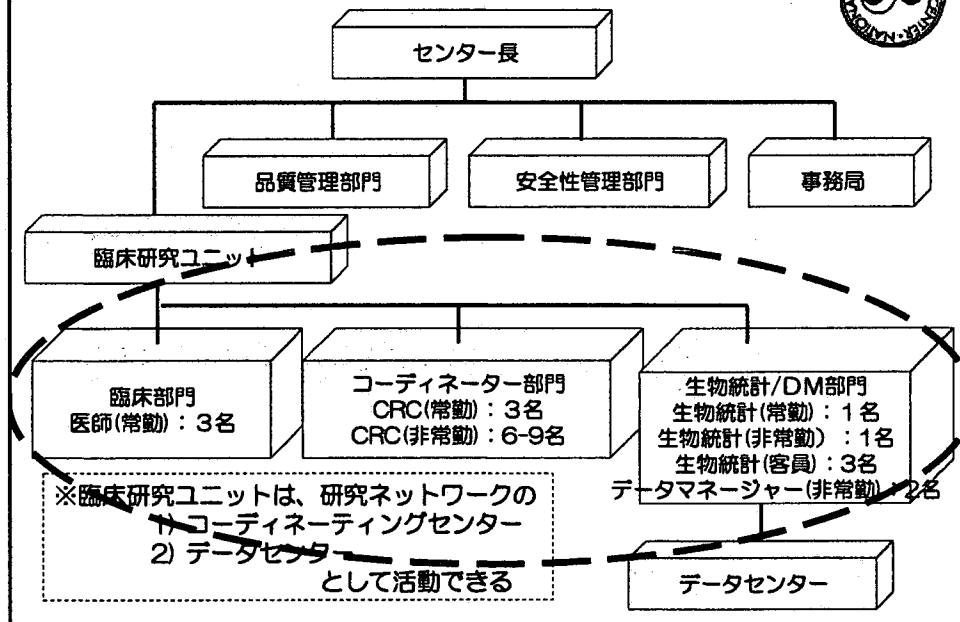 CENTER・NATIONA
センター長
品質管理部門
安全性管理部門
事務局
臨床研究ユニット
臨床部門
医師(常勤)：3名
コーディネーター部門
CRC(常勤)：3名
CRC(非常勤)：6-9名
生物統計/DM部門
生物統計(常勤)：1名
生物統計(非常勤)：1名
生物統計(客員)：3名
データマネージャー(非常勤)：2名
※臨床研究ユニットは、研究ネットワークの
1) コーディネーティングセンター
2) データセンター
として活動できる
データセンター